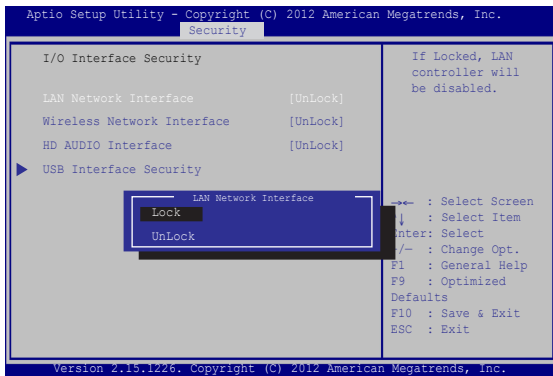 Aptio Setup Utility - Copyright (C) 2012 American Megatrends, Inc.
Security
I/O Interface Security
LAN Network Interface [UnLock]
Wireless Network Interface [UnLock]
HD AUDIO Interface [UnLock]
USB Interface Security
If Locked, LAN
controller will
be disabled.
LAN Network Interface
Lock
UnLock
→← : Select Screen
↓ : Select Item
nter: Select
/— : Change Opt.
F1 : General Help
F9 : Optimized
Defaults
F10 : Save & Exit
ESC : Exit
Version 2.15.1226. Copyright (C) 2012 American Megatrends, Inc.